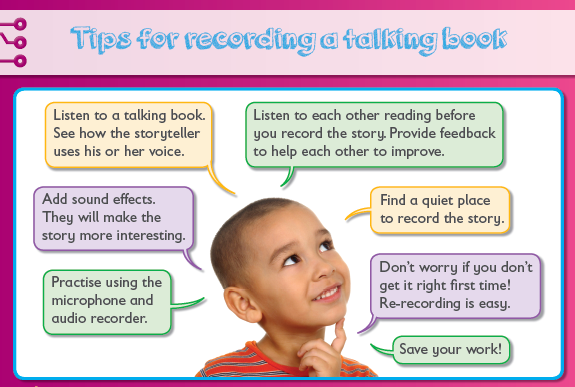 Tips for recording a talking book
Listen to a talking book.
See how the storyteller
uses his or her voice.
Listen to each other reading before
you record the story. Provide feedback
to help each other to improve.
Add sound effects.
They will make the
story more interesting.
Find a quiet place
to record the story.
Practise using the
microphone and
audio recorder.
Don't worry if you don't
get it right first time!
Re-recording is easy.
Save your work!